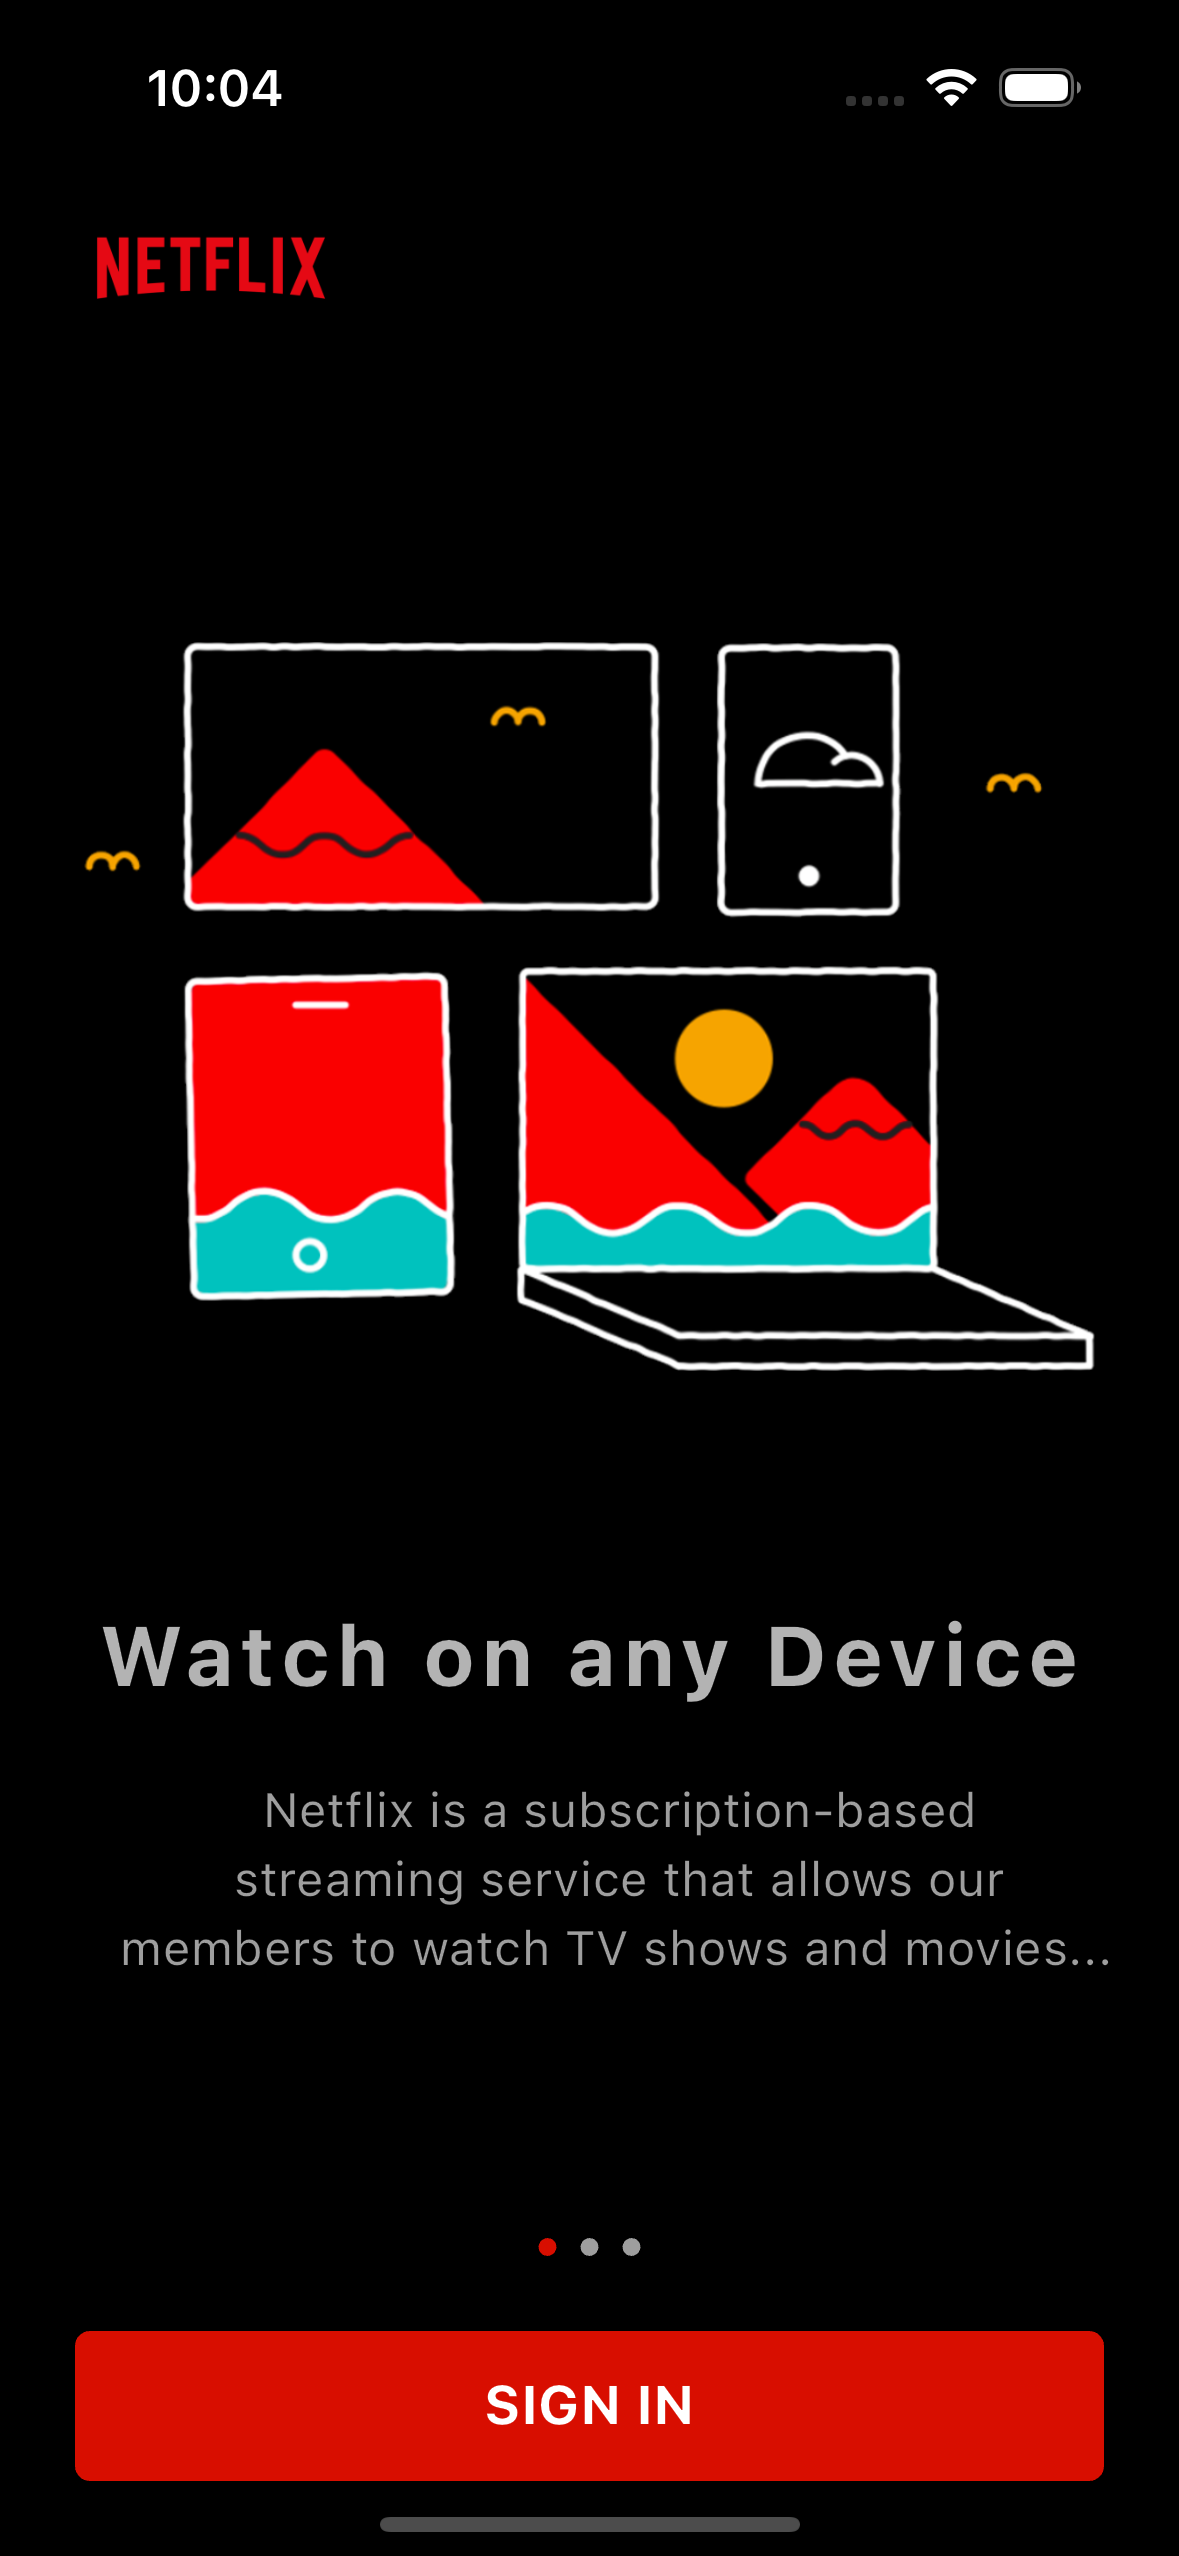 10:04
NETFLIX
Watch on any Device
Netflix is a subscription-based
streaming service that allows our
members to watch TV shows and movies...
SIGN IN